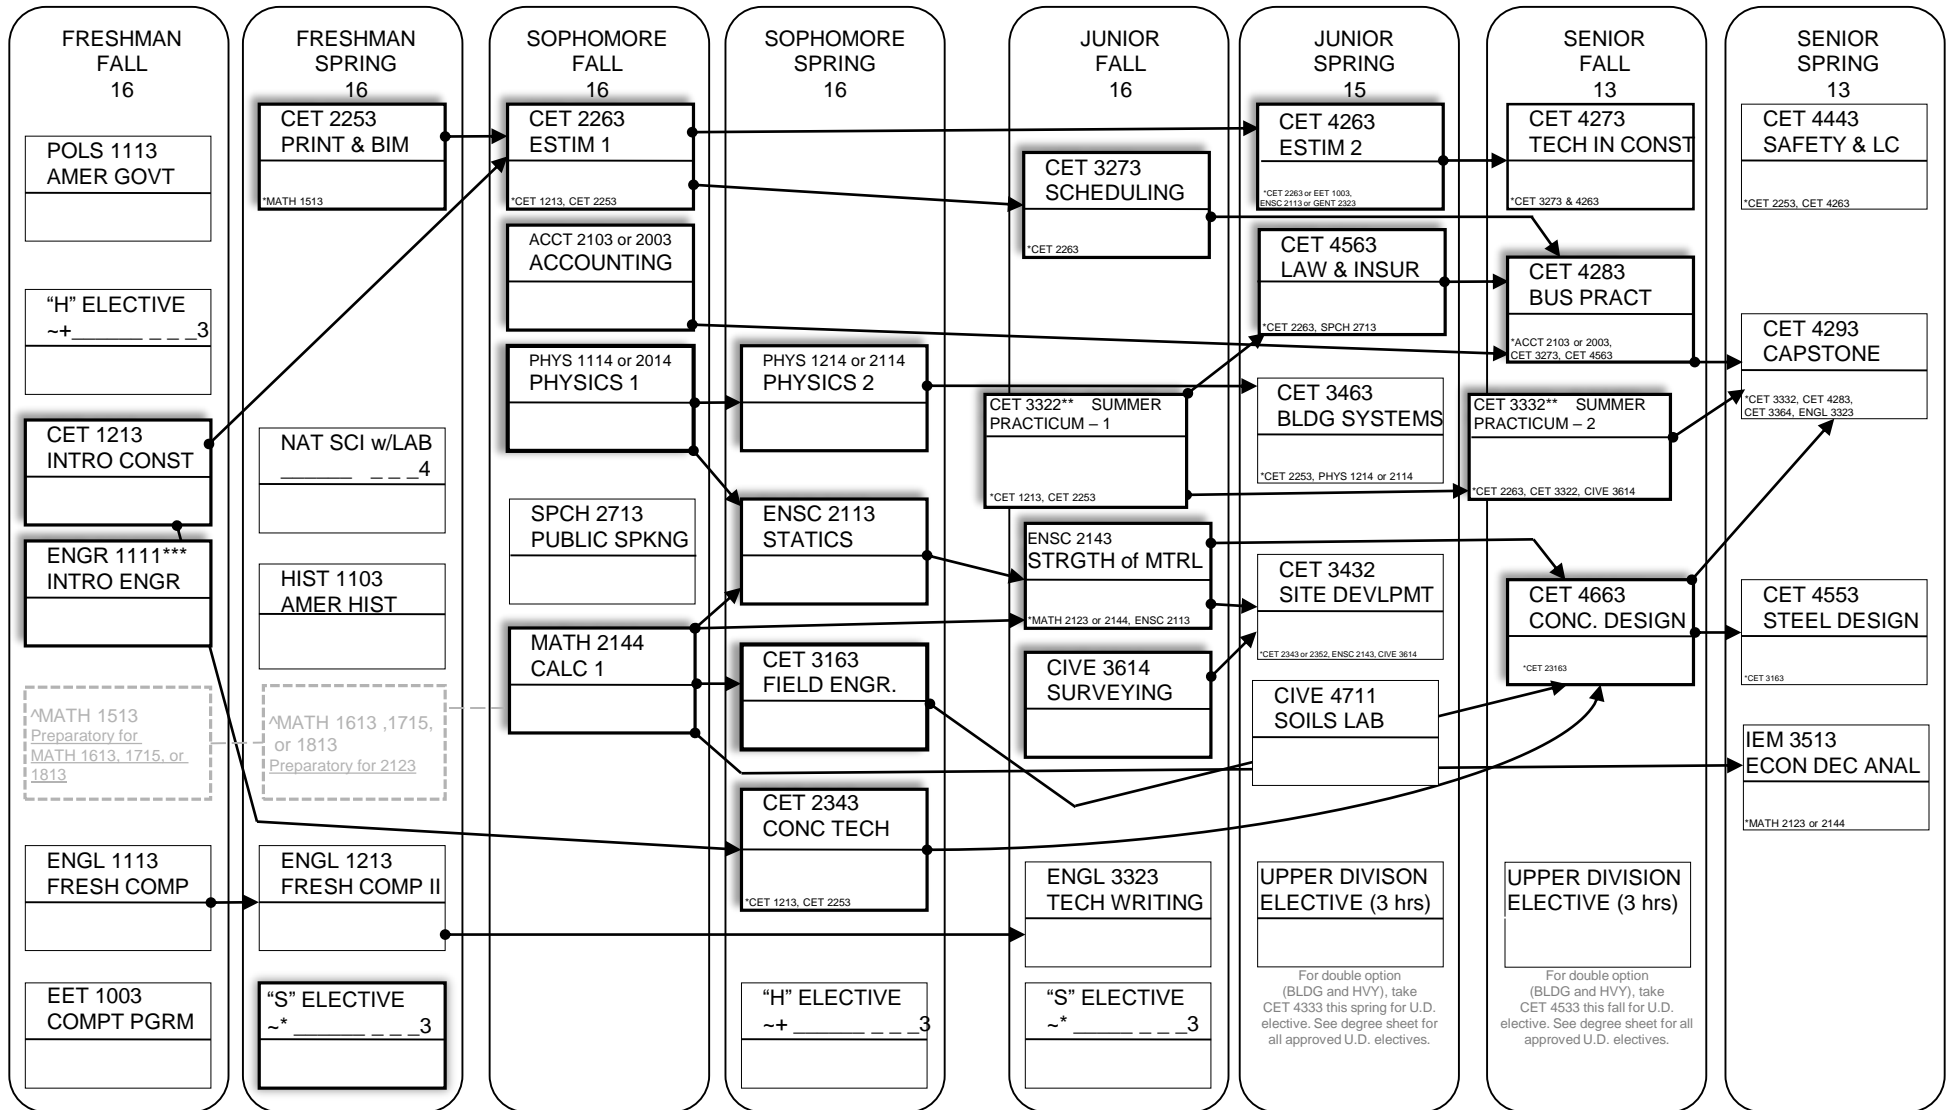 FRESHMAN
FALL
16
POLS 1113
AMER GOVT
“H” ELECTIVE
~+______ _ _ _3
CET 1213
INTRO CONST
ENGR 1111***
INTRO ENGR
^MATH 1513
Preparatory for
MATH 1613, 1715, or
1813
ENGL 1113
FRESH COMP
EET 1003
COMPT PGRM
FRESHMAN
SPRING
16
CET 2253
PRINT & BIM
*MATH 1513
NAT SCI w/LAB
______ _ _ _4
HIST 1103
AMER HIST
^MATH 1613 ,1715,
or 1813
Preparatory for 2123
ENGL 1213
FRESH COMP II
“S” ELECTIVE
~* ______ _ _ _3
SOPHOMORE
FALL
16
CET 2263
ESTIM 1
*CET 1213, CET 2253
ACCT 2103 or 2003
ACCOUNTING
PHYS 1114 or 2014
PHYSICS 1
SPCH 2713
PUBLIC SPKNG
MATH 2144
CALC 1
SOPHOMORE
SPRING
16
PHYS 1214 or 2114
PHYSICS 2
ENSC 2113
STATICS
CET 3163
FIELD ENGR.
CET 2343
CONC TECH
*CET 1213, CET 2253
“H” ELECTIVE
~+ ______ _ _ _3
JUNIOR
FALL
16
CET 3273
SCHEDULING
*CET 2263
CET 3322** SUMMER
PRACTICUM – 1
*CET 1213, CET 2253
ENSC 2143
STRGTH of MTRL
*MATH 2123 or 2144, ENSC 2113
CIVE 3614
SURVEYING
ENGL 3323
TECH WRITING
“S” ELECTIVE
~* _____ _ _ _3
JUNIOR
SPRING
15
CET 4263
ESTIM 2
*CET 2263 or EET 1003,
ENSC 2113 or GENT 2323
CET 4563
LAW & INSUR
*CET 2263, SPCH 2713
CET 3463
BLDG SYSTEMS
*CET 2253, PHYS 1214 or 2114
CET 3432
SITE DEVLPMT
*CET 2343 or 2352, ENSC 2143, CIVE 3614
CIVE 4711
SOILS LAB
UPPER DIVISON
ELECTIVE (3 hrs)
For double option
(BLDG and HVY), take
CET 4333 this spring for U.D.
elective. See degree sheet for
all approved U.D. electives.
SENIOR
FALL
13
CET 4273
TECH IN CONST
*CET 3273 & 4263
CET 4283
BUS PRACT
*ACCT 2103 or 2003,
CET 3273, CET 4563
CET 3332** SUMMER
PRACTICUM – 2
*CET 2263, CET 3322, CIVE 3614
CET 4663
CONC. DESIGN
*CET 23163
UPPER DIVISION
ELECTIVE (3 hrs)
For double option
(BLDG and HVY), take
CET 4533 this fall for U.D.
elective. See degree sheet for all
approved U.D. electives.
SENIOR
SPRING
13
CET 4443
SAFETY & LC
*CET 2253, CET 4263
CET 4293
CAPSTONE
*CET 3332, CET 4283,
CET 3364, ENGL 3323
CET 4553
STEEL DESIGN
*CET 3163
IEM 3513
ECON DEC ANAL
*MATH 2123 or 2144